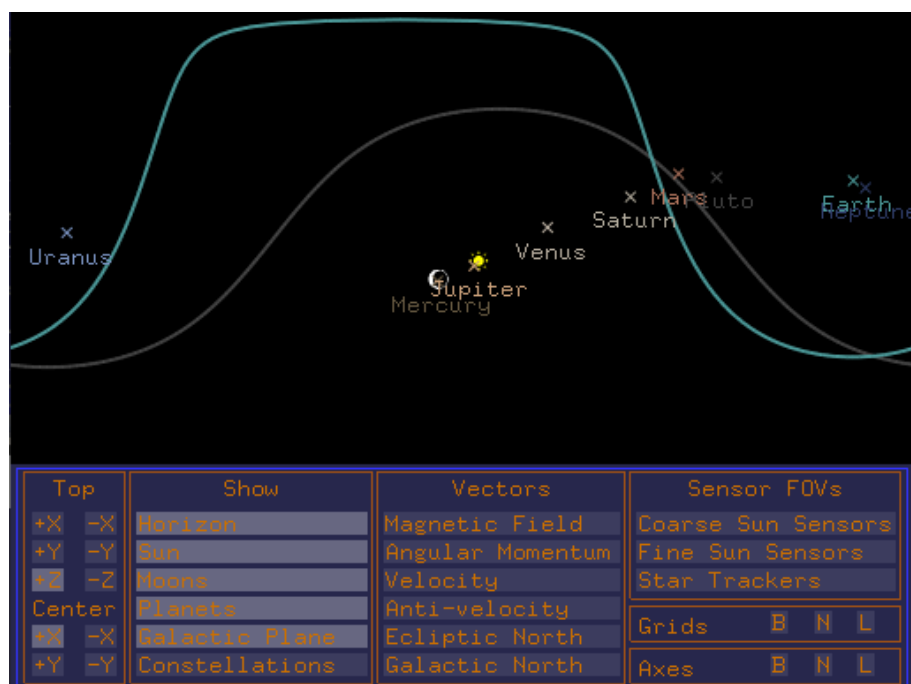 Mars
Pluto
Earth
Neptune
Saturn
Uranus
Venus
Jupiter
Mercury
Top
Show
Vectors
Sensor FOVs
+X -X
Horizon
Magnetic Field
Coarse Sun Sensors
+Y -Y
Sun
Angular Momentum
Fine Sun Sensors
+Z -Z
Moons
Velocity
Star Trackers
Center
Planets
Anti-velocity
Grids B N L
+X -X
Galactic Plane
Ecliptic North
+Y -Y
Constellations
Galactic North
Axes B N L